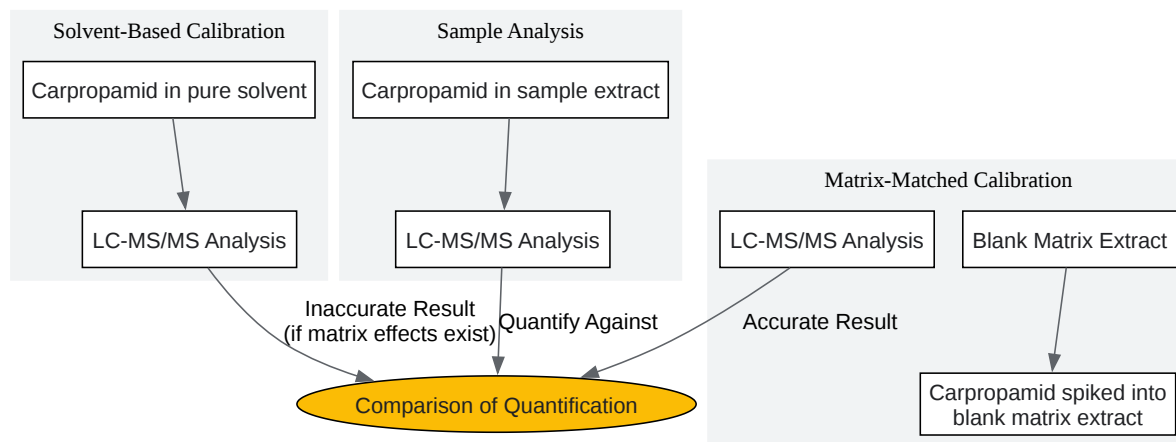 Solvent-Based Calibration
Carpropamid in pure solvent
LC-MS/MS Analysis
Sample Analysis
Carpropamid in sample extract
LC-MS/MS Analysis
Matrix-Matched Calibration
LC-MS/MS Analysis
Blank Matrix Extract
Carpropamid spiked into
blank matrix extract
Inaccurate Result
(if matrix effects exist)
Quantify Against
Accurate Result
Comparison of Quantification